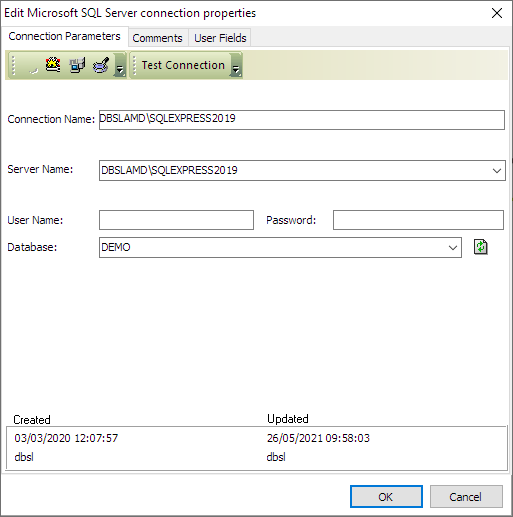 Edit Microsoft SQL Server connection properties
Connection Parameters Comments User Fields
Test Connection
Connection Name: DBSLAMD\SQLEXPRESS2019
Server Name: DBSLAMD\SQLEXPRESS2019
User Name: Password:
Database: DEMO
Created Updated
03/03/2020 12:07:57 26/05/2021 09:58:03
dbsl dbsl
OK Cancel